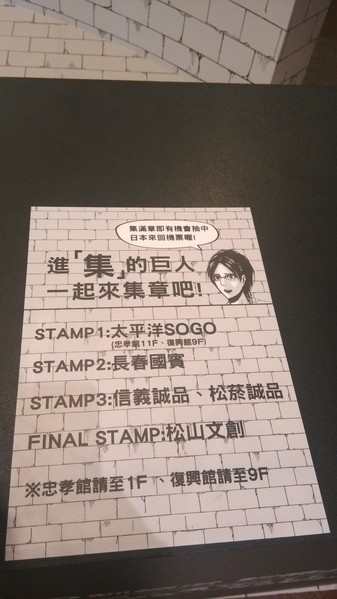 集滿章即有機會抽中
日本來回機票喔!
進「集」的巨人
一起來集章吧!
STAMP1:太平洋SOGO
(忠孝館11F、復興館9F)
STAMP2:長春國賓
STAMP3:信義誠品、松菸誠品
FINAL STAMP:松山文創
※忠孝館請至1F、復興館請至9F